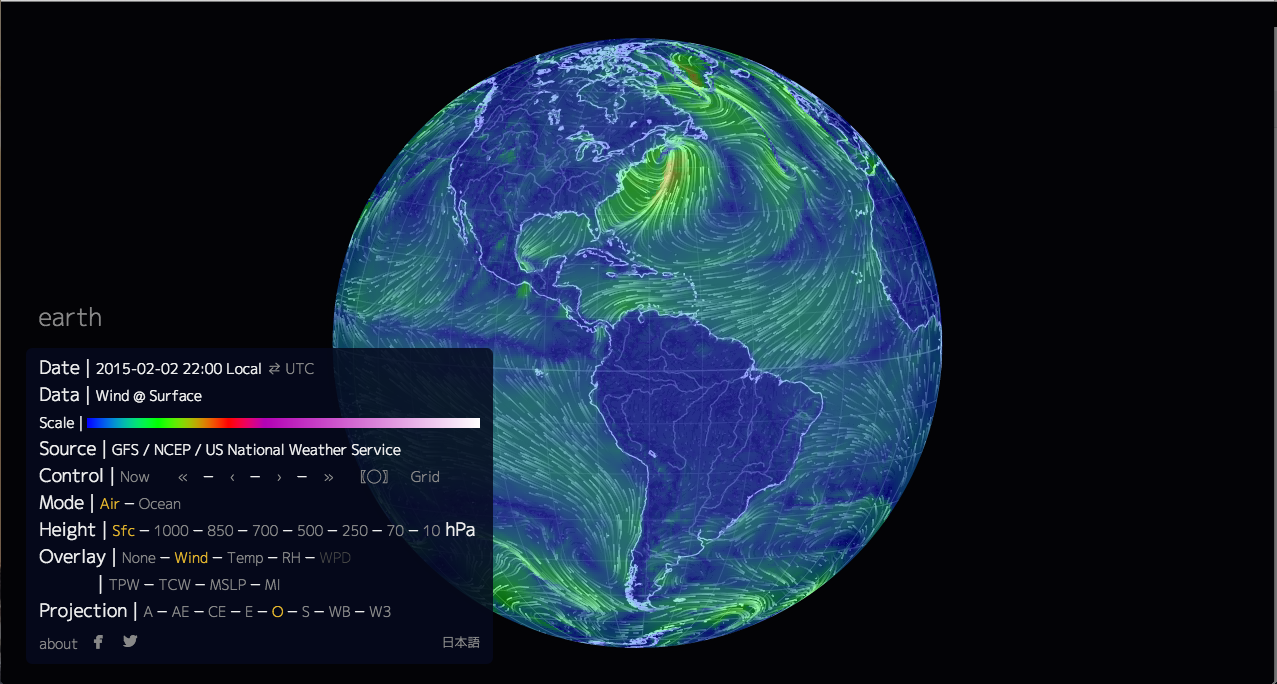 earth
Date | 2015-02-02 22:00 Local ⇄ UTC
Data | Wind @ Surface
Scale |
Source | GFS / NCEP / US National Weather Service
Control | Now « – ‹ – › – » 〖◯〗 Grid
Mode | Air – Ocean
Height | Sfc – 1000 – 850 – 700 – 500 – 250 – 70 – 10 hPa
Overlay | None – Wind – Temp – RH – WPD
| TPW – TCW – MSLP – MI
Projection | A – AE – CE – E – O – S – WB – W3
about 日本語